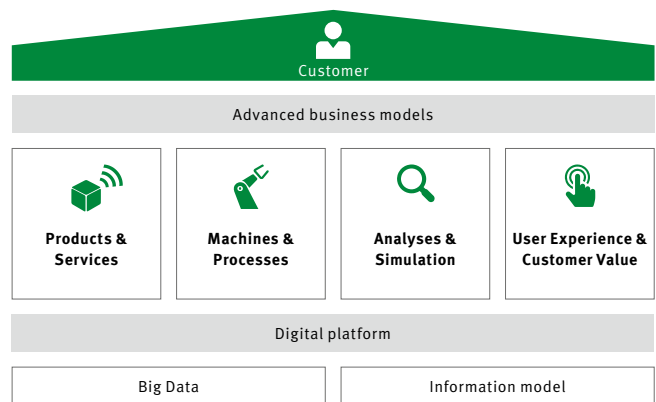 Customer
Advanced business models
Products &
Services
Machines &
Processes
Analyses &
Simulation
User Experience &
Customer Value
Digital platform
Big Data
Information model